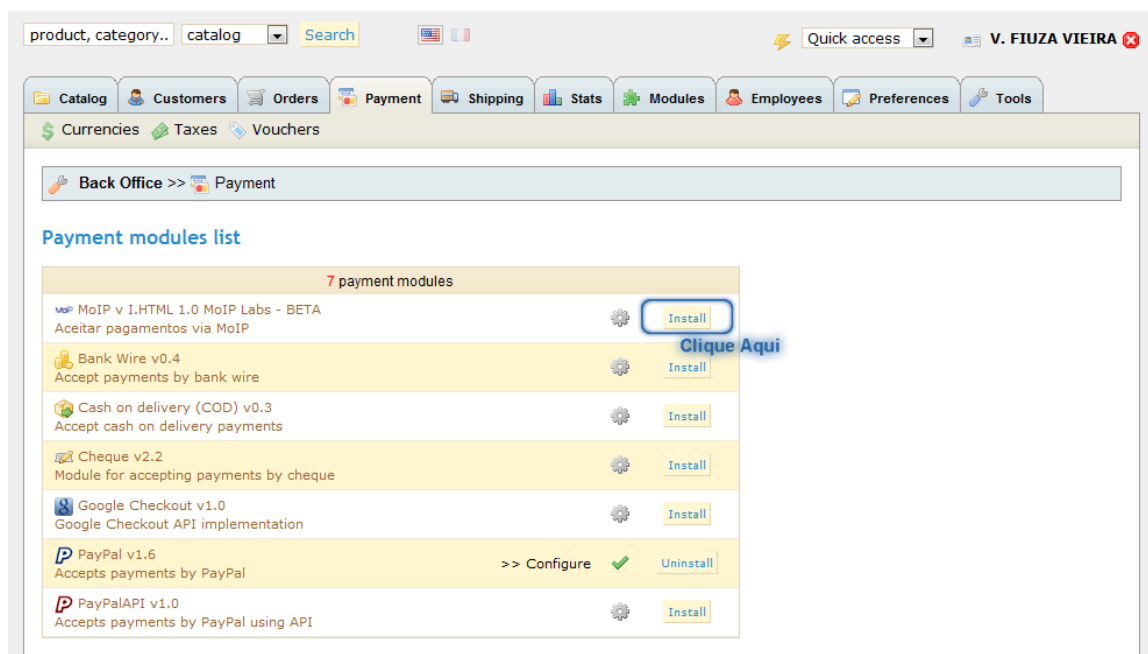 product, category.. catalog Search Quick access V. FIUZA VIEIRA
Catalog Customers Orders Payment Shipping Stats Modules Employees Preferences Tools
Currencies Taxes Vouchers
Back Office >> Payment
Payment modules list
7 payment modules
MoIP MoIP v I.HTML 1.0 MoIP Labs - BETA
Aceitar pagamentos via MoIP
Install
Clique Aqui
Bank Wire v0.4
Accept payments by bank wire
Install
Cash on delivery (COD) v0.3
Accept cash on delivery payments
Install
Cheque v2.2
Module for accepting payments by cheque
Install
Google Checkout v1.0
Google Checkout API implementation
Install
PayPal v1.6
Accepts payments by PayPal
>> Configure Uninstall
PayPalAPI v1.0
Accepts payments by PayPal using API
Install